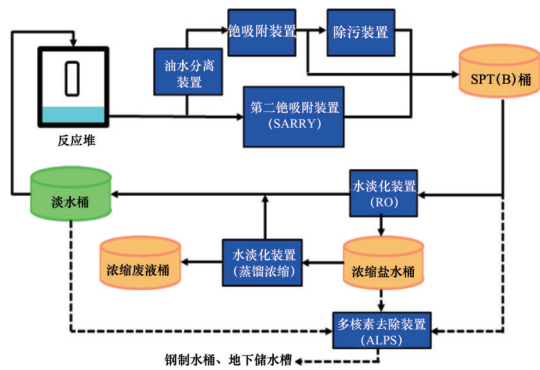 铯吸附装置
除污装置
油水分离
装置
SPT(B)桶
第二铯吸附装置
(SARRY)
反应堆
淡水桶
水淡化装置
(RO)
浓缩废液桶
水淡化装置
(蒸馏浓缩)
浓缩盐水桶
多核素去除装置
(ALPS)
钢制水桶、地下储水槽